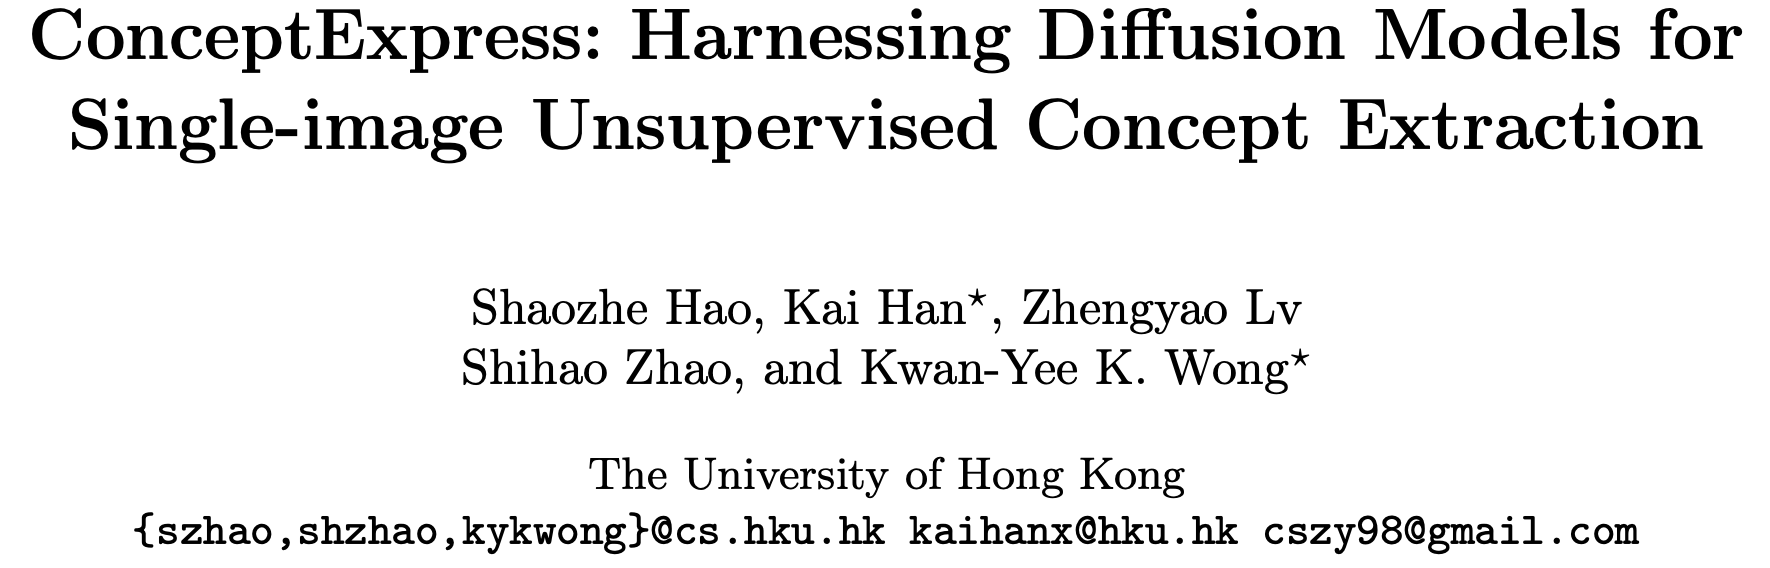 ConceptExpress: Harnessing Diffusion Models for
Single-image Unsupervised Concept Extraction
Shaozhe Hao, Kai Han⋆, Zhengyao Lv
Shihao Zhao, and Kwan-Yee K. Wong⋆
The University of Hong Kong
{szhao,shzhao,kykwong}@cs.hku.hk kaihanx@hku.hk cszy98@gmail.com